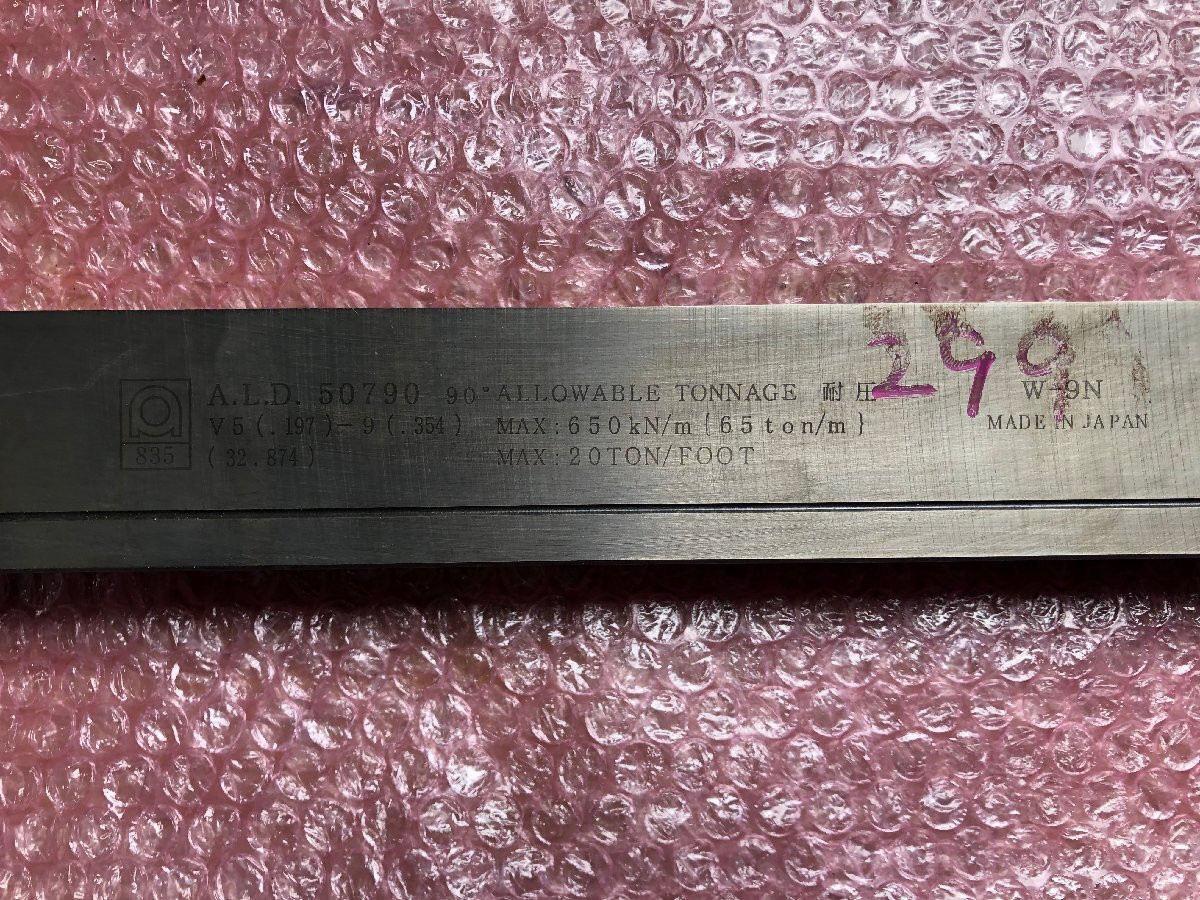 A.L.D. 50790 90° ALLOWABLE TONNAGE 耐圧
V5(.197)-9(.354) MAX:650kN/m{65ton/m}
(32.874) MAX:20TON/FOOT
835
299
W-9N
MADE IN JAPAN